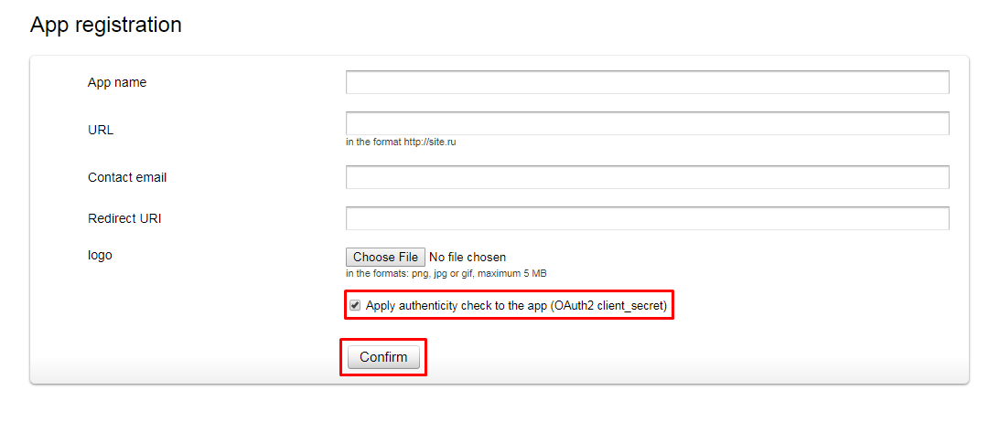 App registration
App name
URL
in the format http://site.ru
Contact email
Redirect URI
logo
Choose File No file chosen
in the formats: png, jpg or gif, maximum 5 MB
Apply authenticity check to the app (OAuth2 client_secret)
Confirm